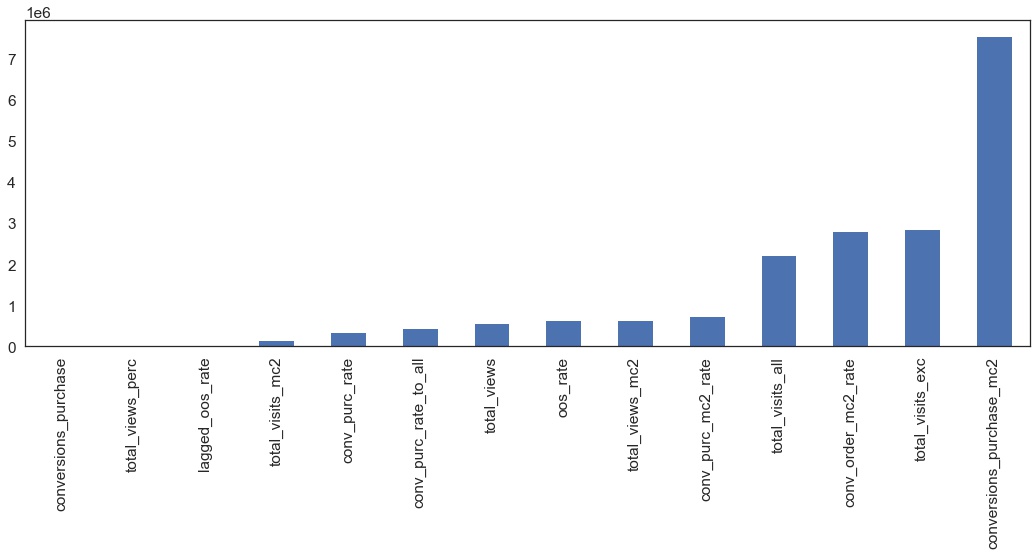 1e6
7
6
5
4
3
2
1
0
conversions_purchase
total_views_perc
lagged_oos_rate
total_visits_mc2
conv_purc_rate
conv_purc_rate_to_all
total_views
oos_rate
total_views_mc2
conv_purc_mc2_rate
total_visits_all
conv_order_mc2_rate
total_visits_exc
conversions_purchase_mc2